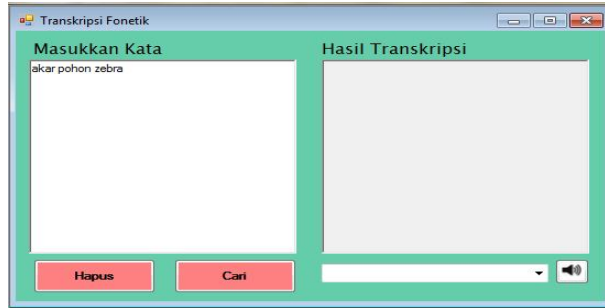 Transkripsi Fonetik
Masukkan Kata
Hasil Transkripsi
akar pohon zebra
Hapus
Cari